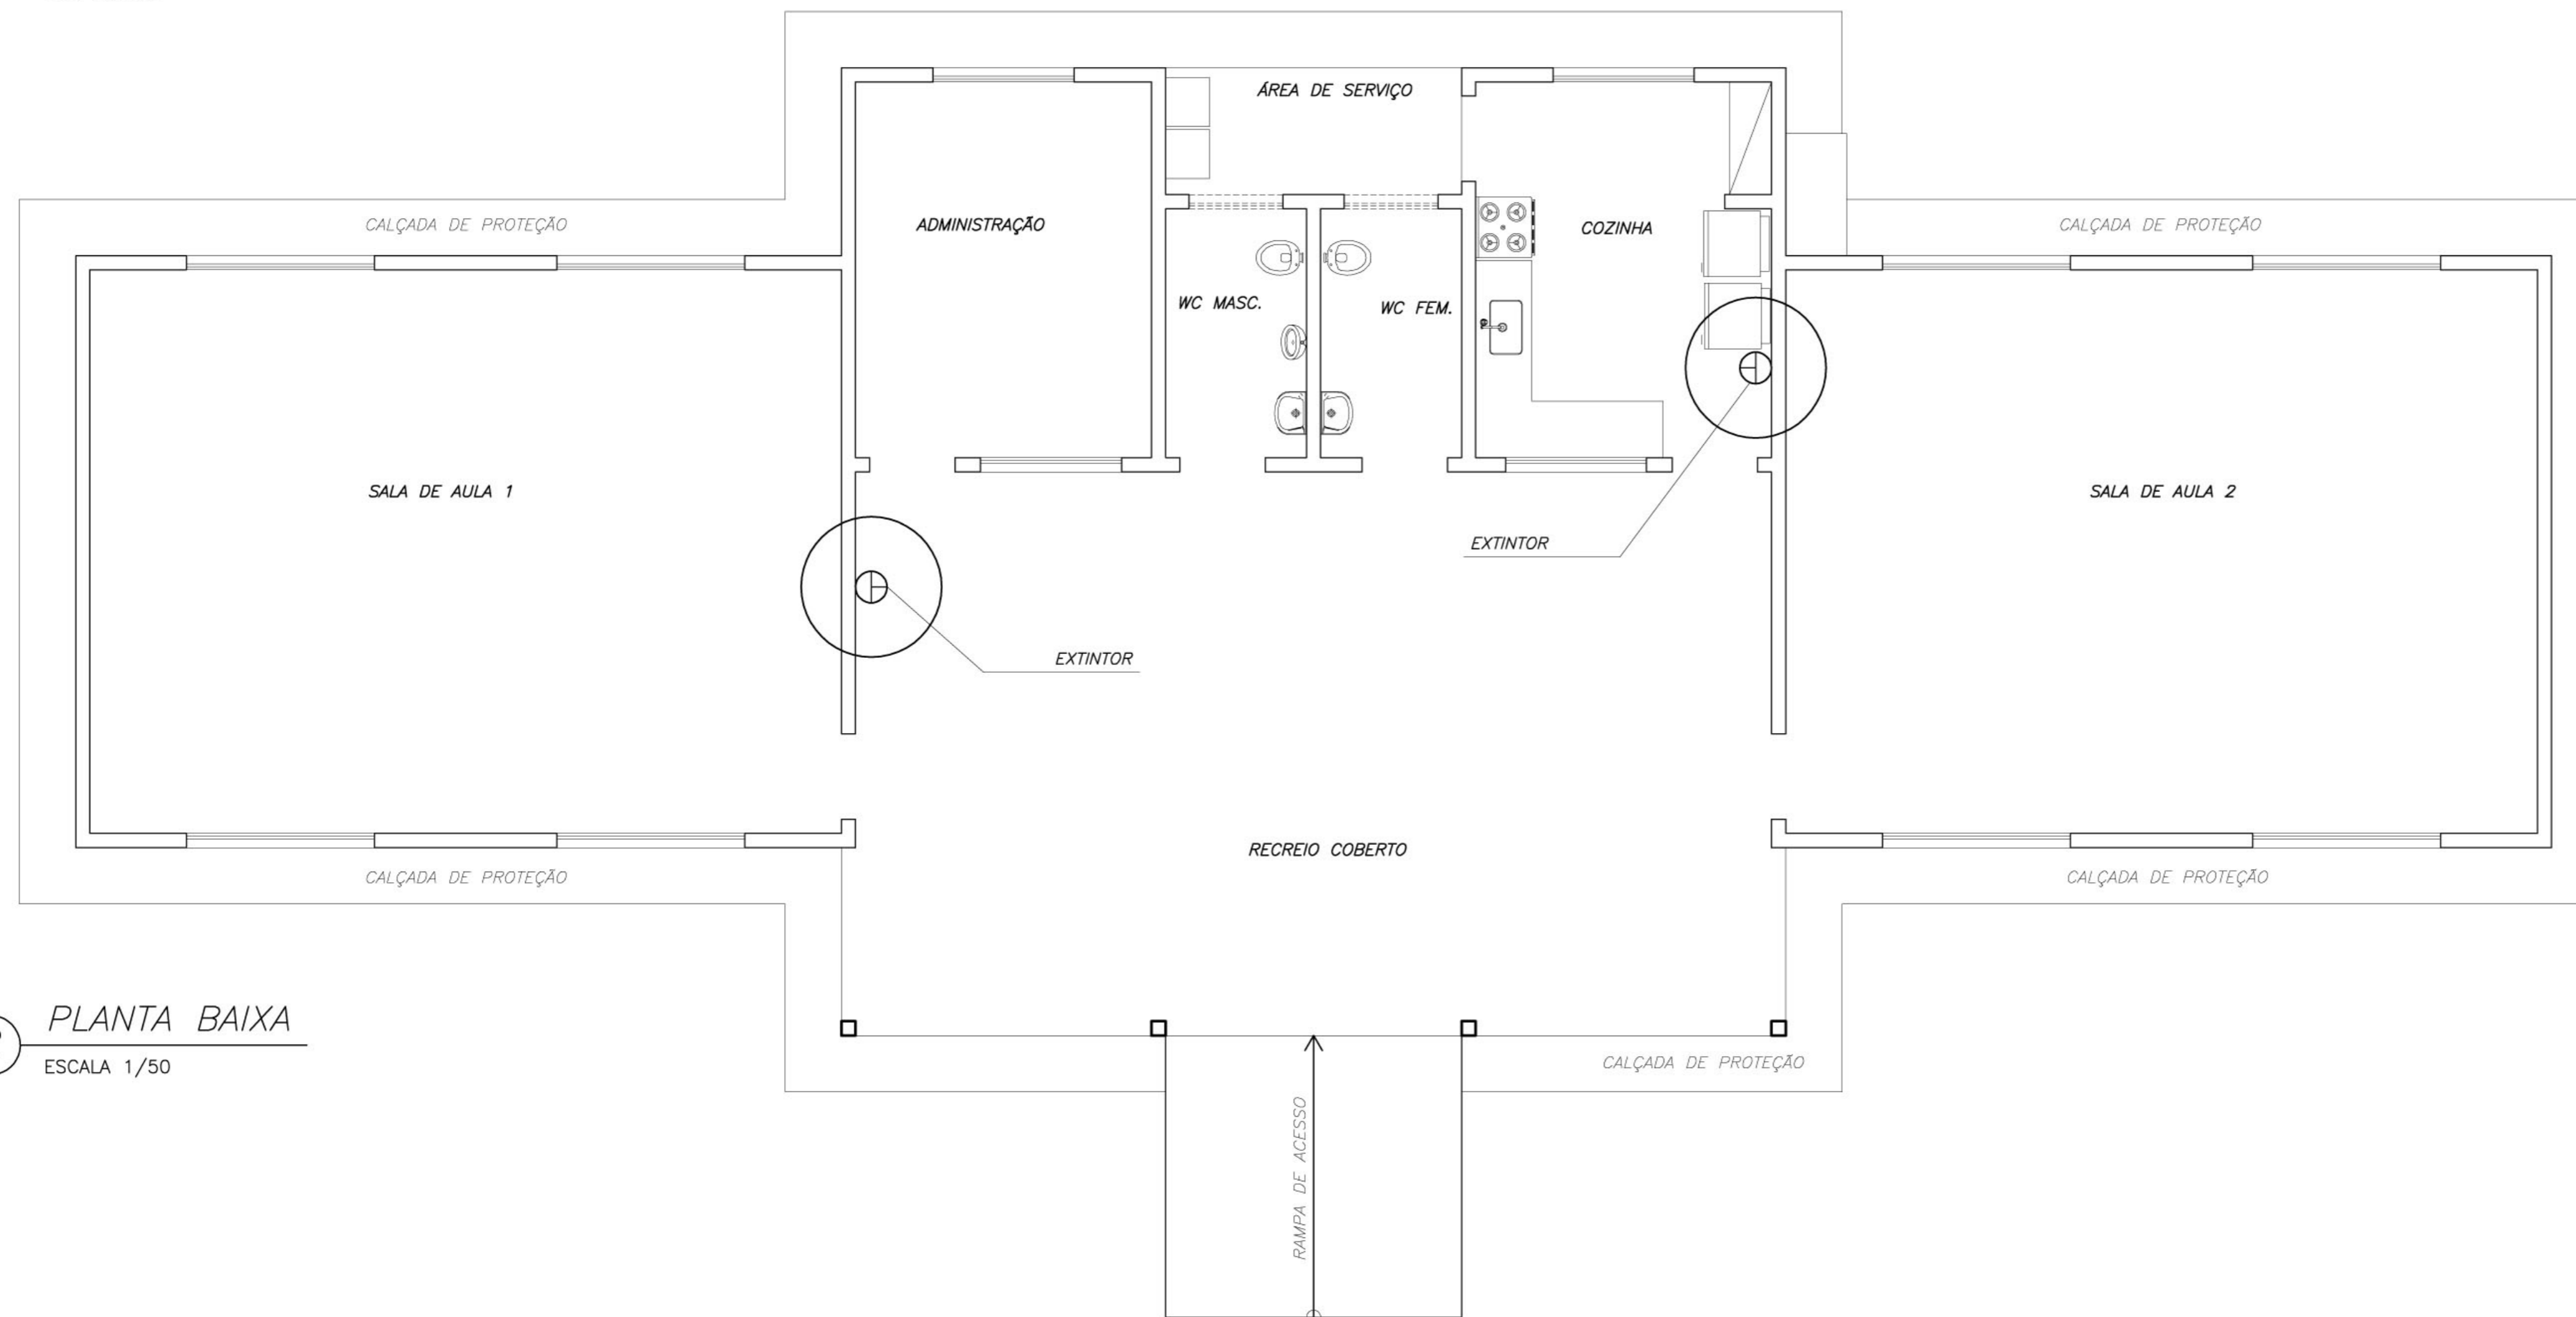 ÁREA DE SERVIÇO
CALÇADA DE PROTEÇÃO
ADMINISTRAÇÃO
COZINHA
CALÇADA DE PROTEÇÃO
WC MASC.
WC FEM.
SALA DE AULA 1
SALA DE AULA 2
EXTINTOR
EXTINTOR
RECREIO COBERTO
CALÇADA DE PROTEÇÃO
CALÇADA DE PROTEÇÃO
PLANTA BAIXA
ESCALA 1/50
CALÇADA DE PROTEÇÃO
RAMPA DE ACESSO